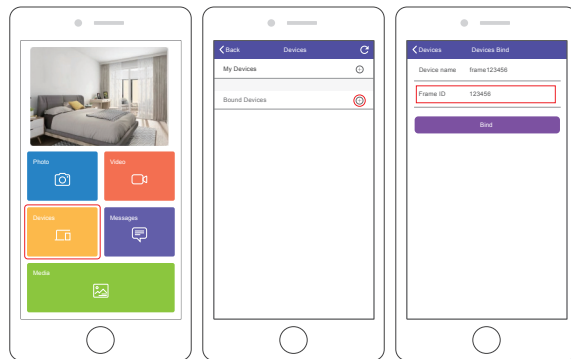 Photo
Video
Devices
Messages
Media
Back Devices
My Devices
Bound Devices
Devices Devices Bind
Device name frame123456
Frame ID 123456
Bind